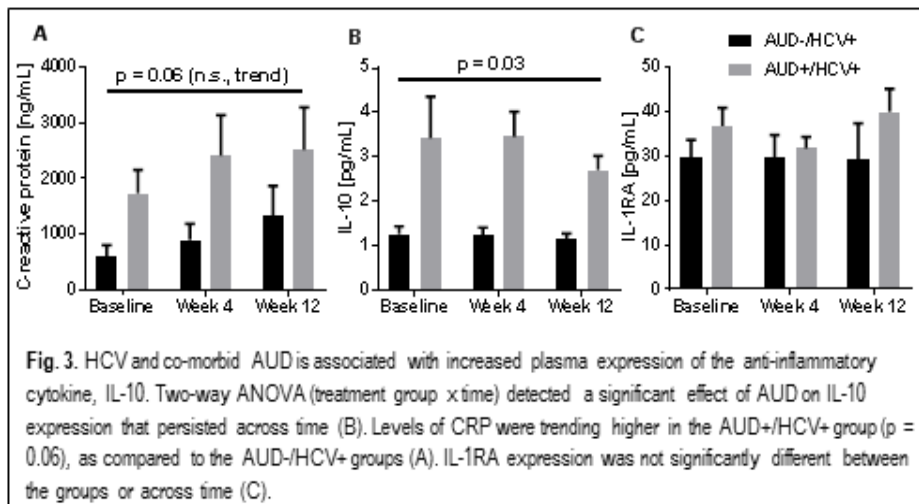 A
B
C
AUD-/HCV+
AUD+/HCV+
p = 0.06 (n.s., trend)
p = 0.03
C-reactive protein [ng/mL]
4000
3000
2000
1000
0
Baseline Week 4 Week 12
IL-10 [pg/mL]
5
4
3
2
1
0
Baseline Week 4 Week 12
IL-1RA [pg/mL]
50
40
30
20
10
0
Baseline Week 4 Week 12
Fig. 3. HCV and co-morbid AUD is associated with increased plasma expression of the anti-inflammatory
cytokine, IL-10. Two-way ANOVA (treatment group x time) detected a significant effect of AUD on IL-10
expression that persisted across time (B). Levels of CRP were trending higher in the AUD+/HCV+ group (p =
0.06), as compared to the AUD-/HCV+ groups (A). IL-1RA expression was not significantly different between
the groups or across time (C).